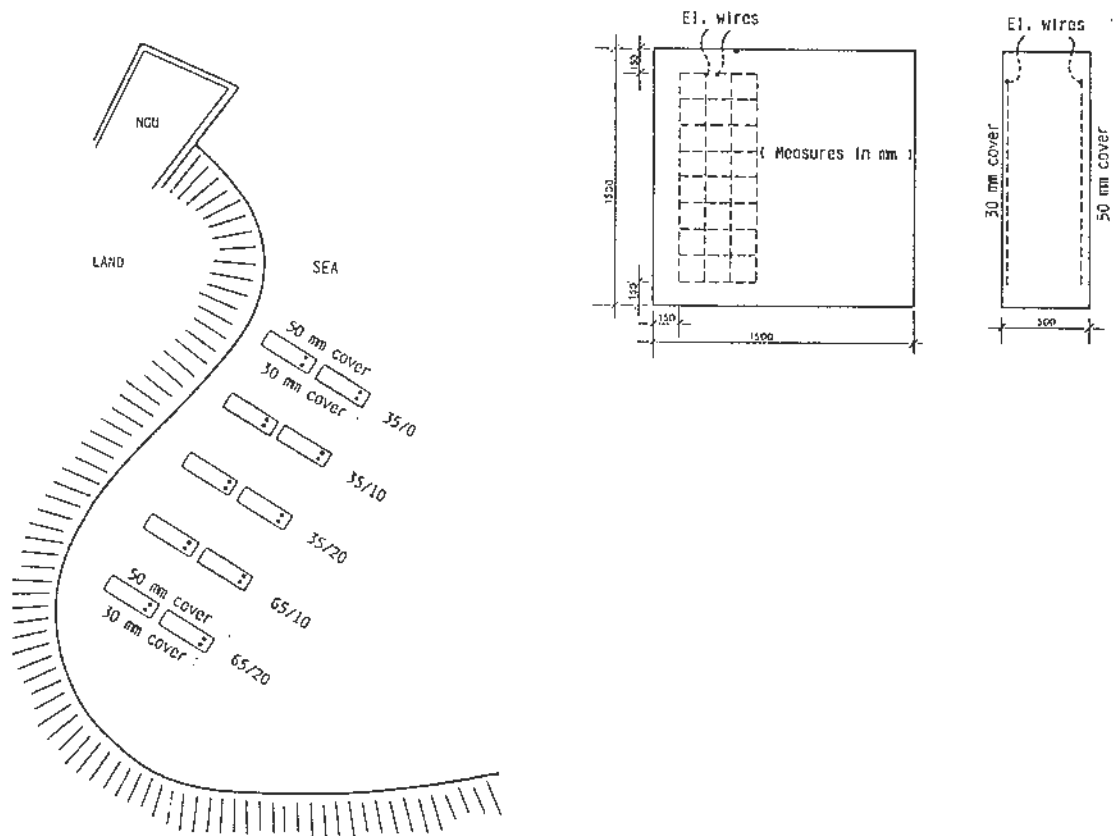 NGU
LAND
SEA
50 mm cover
30 mm cover :
35/0
35/10
35/20
65/10
50 mm cover :
30 mm cover :
65/20
El. wires
150
1500
150
( Measures in mm )
150
1500
El. wires
30 mm cover
50 mm cover
500